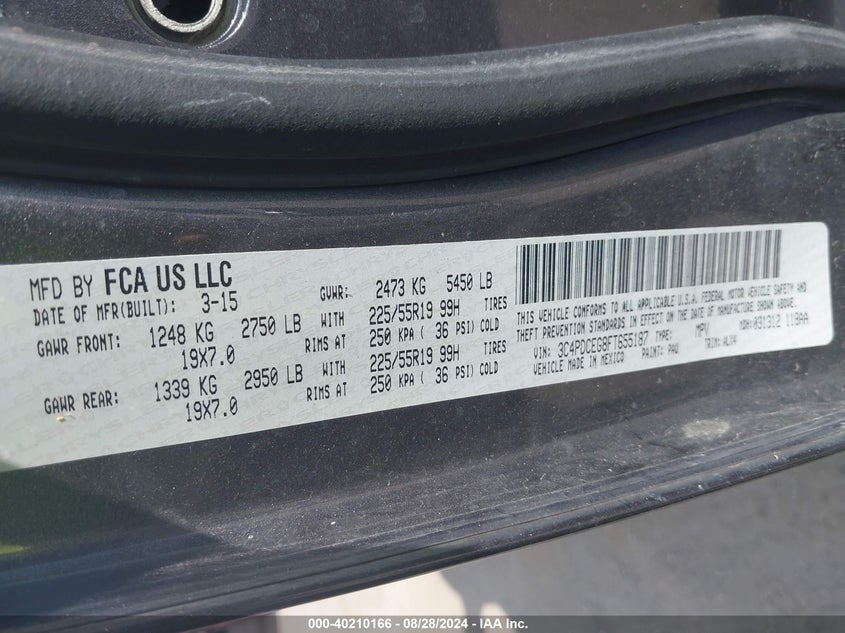 MFD BY FCA US LLC
DATE OF MFR(BUILT): 3-15 GVWR: 2473 KG 5450 LB
GAWR FRONT: 1248 KG 2750 LB WITH 225/55R19 99H TIRES
19X7.0 RIMS AT 250 KPA ( 36 PSI) COLD
GAWR REAR: 1339 KG 2950 LB WITH 225/55R19 99H TIRES
19X7.0 RIMS AT 250 KPA ( 36 PSI) COLD
THIS VEHICLE CONFORMS TO ALL APPLICABLE U.S.A. FEDERAL MOTOR VEHICLE SAFETY AND
THEFT PREVENTION STANDARDS IN EFFECT ON THE DATE OF MANUFACTURE SHOWN ABOVE.
VIN: 3C4PDCEG8FT655187 TYPE: MPV MDH: 031312 118AA
VEHICLE MADE IN MEXICO PAINT: PAU TRIM:
000-40210166 - 08/28/2024 - IAA Inc.